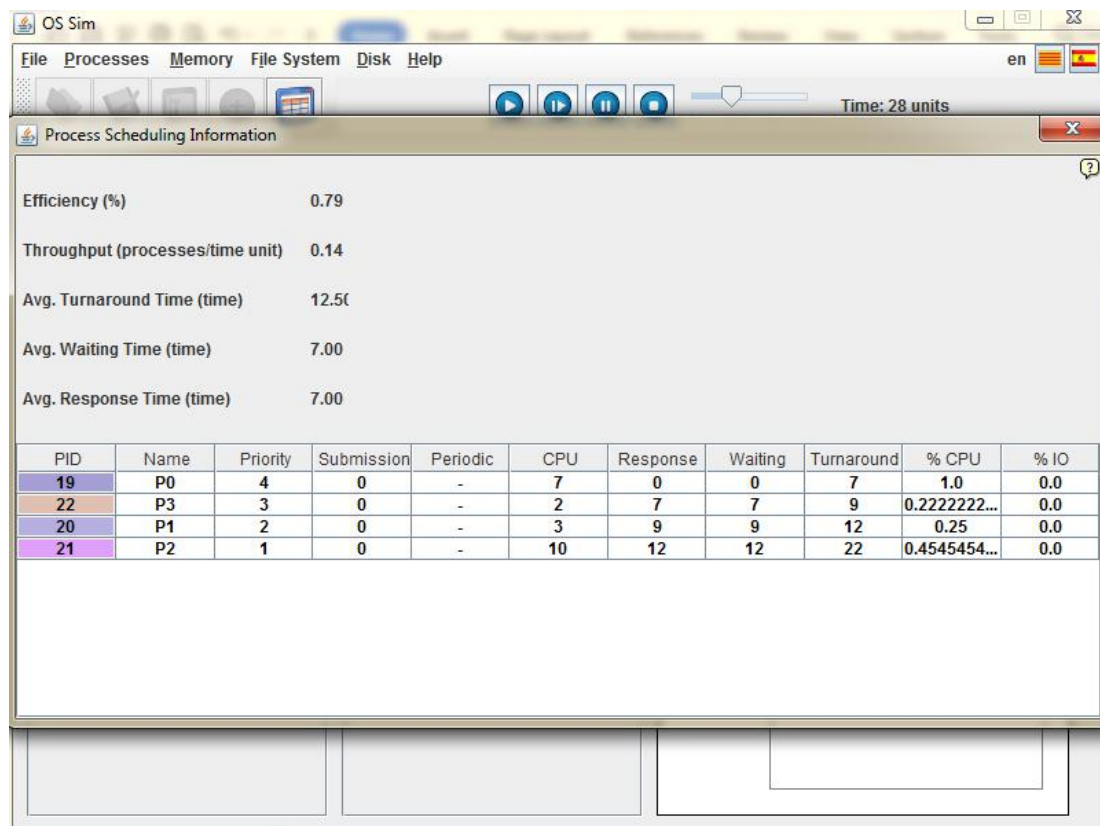 OS Sim
File Processes Memory File System Disk Help en
Time: 28 units
Process Scheduling Information
Efficiency (%) 0.79
Throughput (processes/time unit) 0.14
Avg. Turnaround Time (time) 12.50
Avg. Waiting Time (time) 7.00
Avg. Response Time (time) 7.00
PID Name Priority Submission Periodic CPU Response Waiting Turnaround % CPU % IO
19 P0 4 0 - 7 0 0 7 1.0 0.0
22 P3 3 0 - 2 7 7 9 0.2222222... 0.0
20 P1 2 0 - 3 9 9 12 0.25 0.0
21 P2 1 0 - 10 12 12 22 0.4545454... 0.0